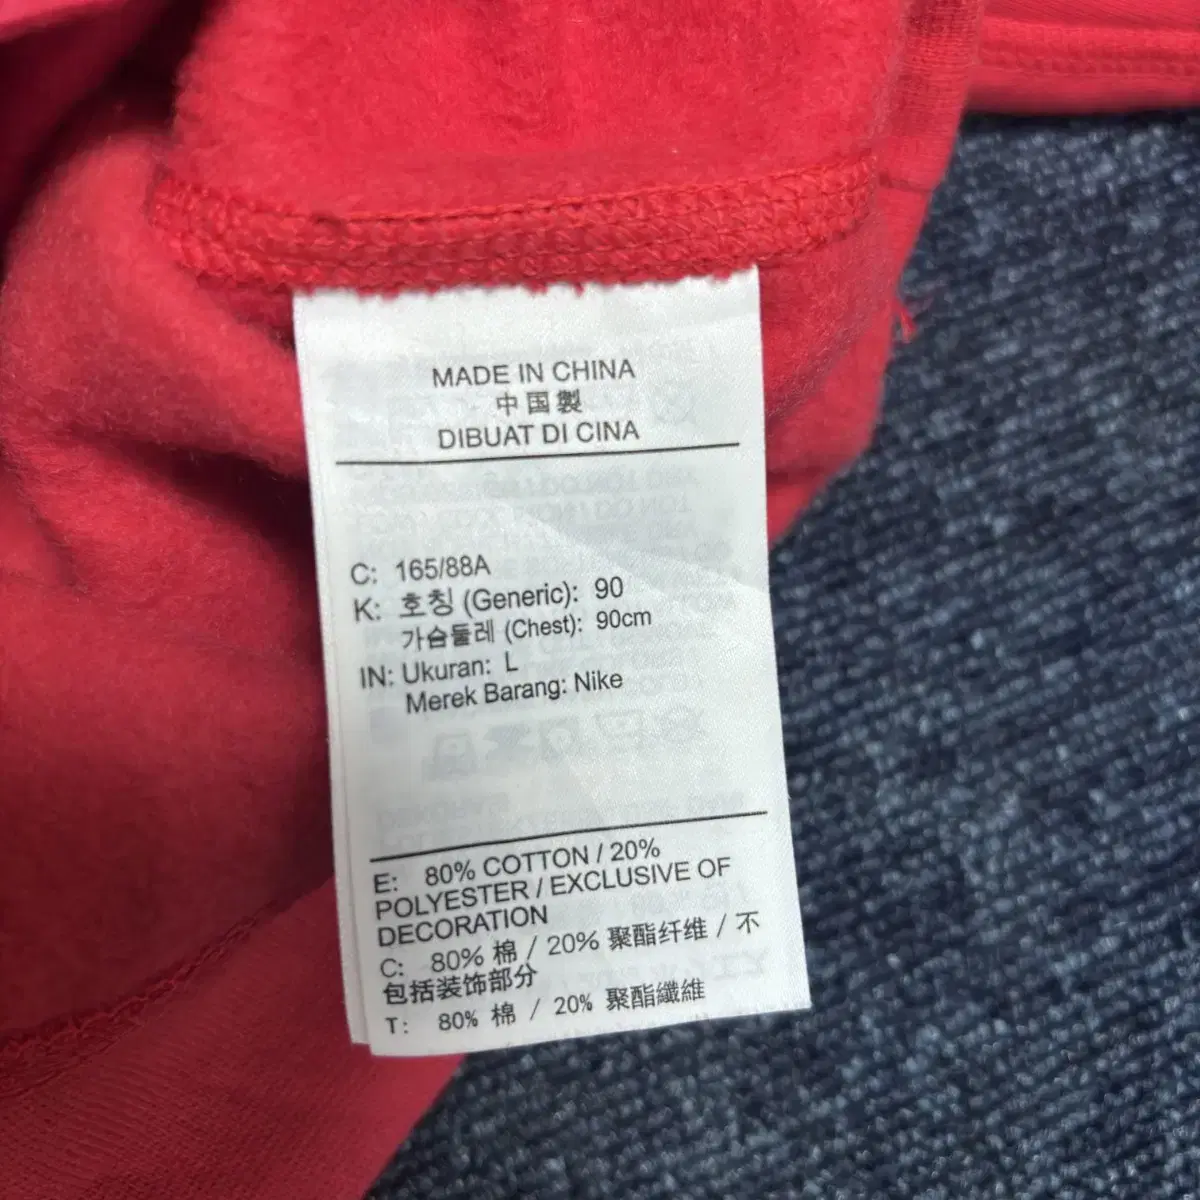 MADE IN CHINA
中国製
DIBUAT DI CINA
C: 165/88A
K: 호칭 (Generic): 90
가슴둘레 (Chest): 90cm
IN: Ukuran: L
Merek Barang: Nike
E: 80% COTTON / 20%
POLYESTER / EXCLUSIVE OF
DECORATION
C: 80% 棉 / 20% 聚酯纤维 / 不
包括装饰部分
T: 80% 棉 / 20% 聚酯纖維